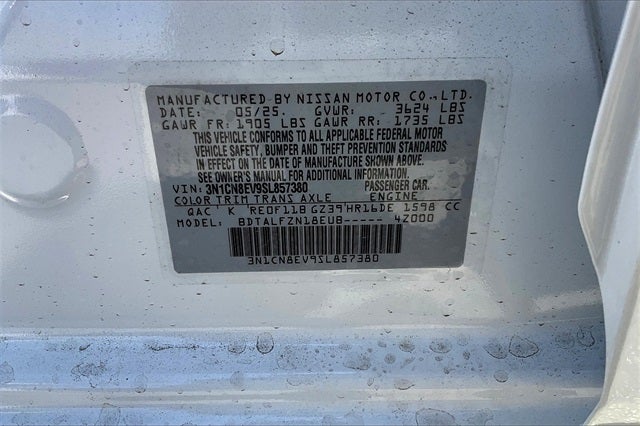 MANUFACTURED BY NISSAN MOTOR CO.,LTD.
DATE: 05/25. GVWR: 3624 LBS
GAWR FR: 1905 LBS GAWR RR: 1735 LBS
THIS VEHICLE CONFORMS TO ALL APPLICABLE FEDERAL MOTOR
VEHICLE SAFETY, BUMPER AND THEFT PREVENTION STANDARDS
IN EFFECT ON THE DATE OF MANUFACTURE SHOWN ABOVE.
SEE OWNER'S MANUAL FOR ADDITIONAL INFORMATION.
VIN: 3N1CN8EV9SL857380 PASSENGER CAR.
COLOR TRIM TRANS AXLE ENGINE
QAC K RE0F11B GZ39 HR16DE 1598 CC
MODEL: BDTALFZN18EUB----- 4Z000
3N1CN8EV9SL857380